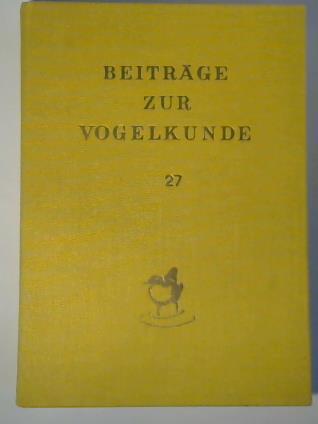 BEITRÄGE
ZUR
VOGELKUNDE
27